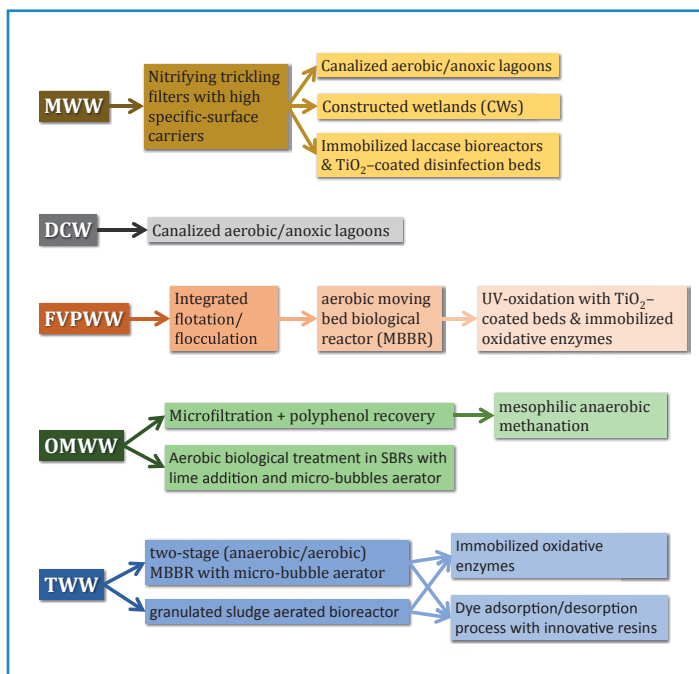 MWW
Nitrifying trickling
filters with high
specific-surface
carriers
Canalized aerobic/anoxic lagoons
Constructed wetlands (CWs)
Immobilized laccase bioreactors
& TiO₂–coated disinfection beds
DCW
Canalized aerobic/anoxic lagoons
FVPWW
Integrated
flotation/
flocculation
aerobic moving
bed biological
reactor (MBBR)
UV-oxidation with TiO₂–
coated beds & immobilized
oxidative enzymes
OMWW
Microfiltration + polyphenol recovery
mesophilic anaerobic
methanation
Aerobic biological treatment in SBRs with
lime addition and micro-bubbles aerator
TWW
two-stage (anaerobic/aerobic)
MBBR with micro-bubble aerator
granulated sludge aerated bioreactor
Immobilized oxidative
enzymes
Dye adsorption/desorption
process with innovative resins